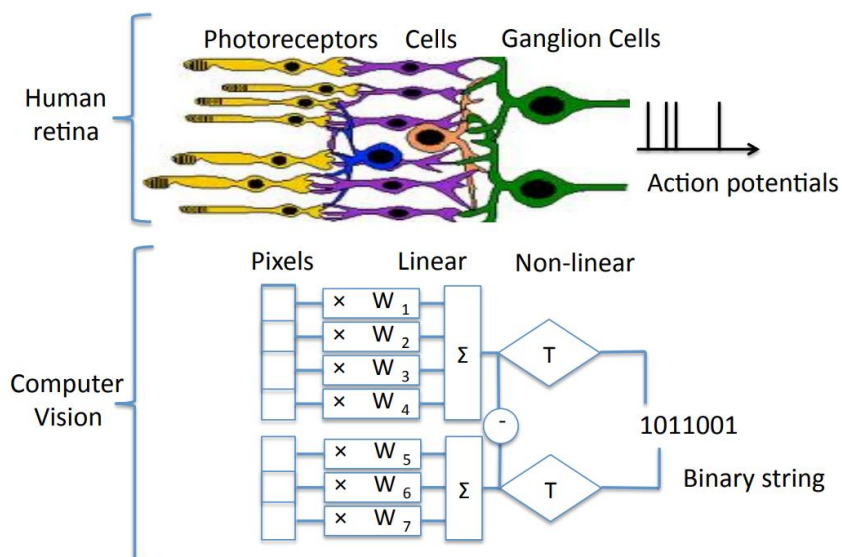 Photoreceptors Cells Ganglion Cells
Human
retina
Action potentials
Pixels Linear Non-linear
× W 1
× W 2
× W 3
× W 4
Σ
T
Computer
Vision
-
1011001
× W 5
× W 6
× W 7
Σ
T
Binary string